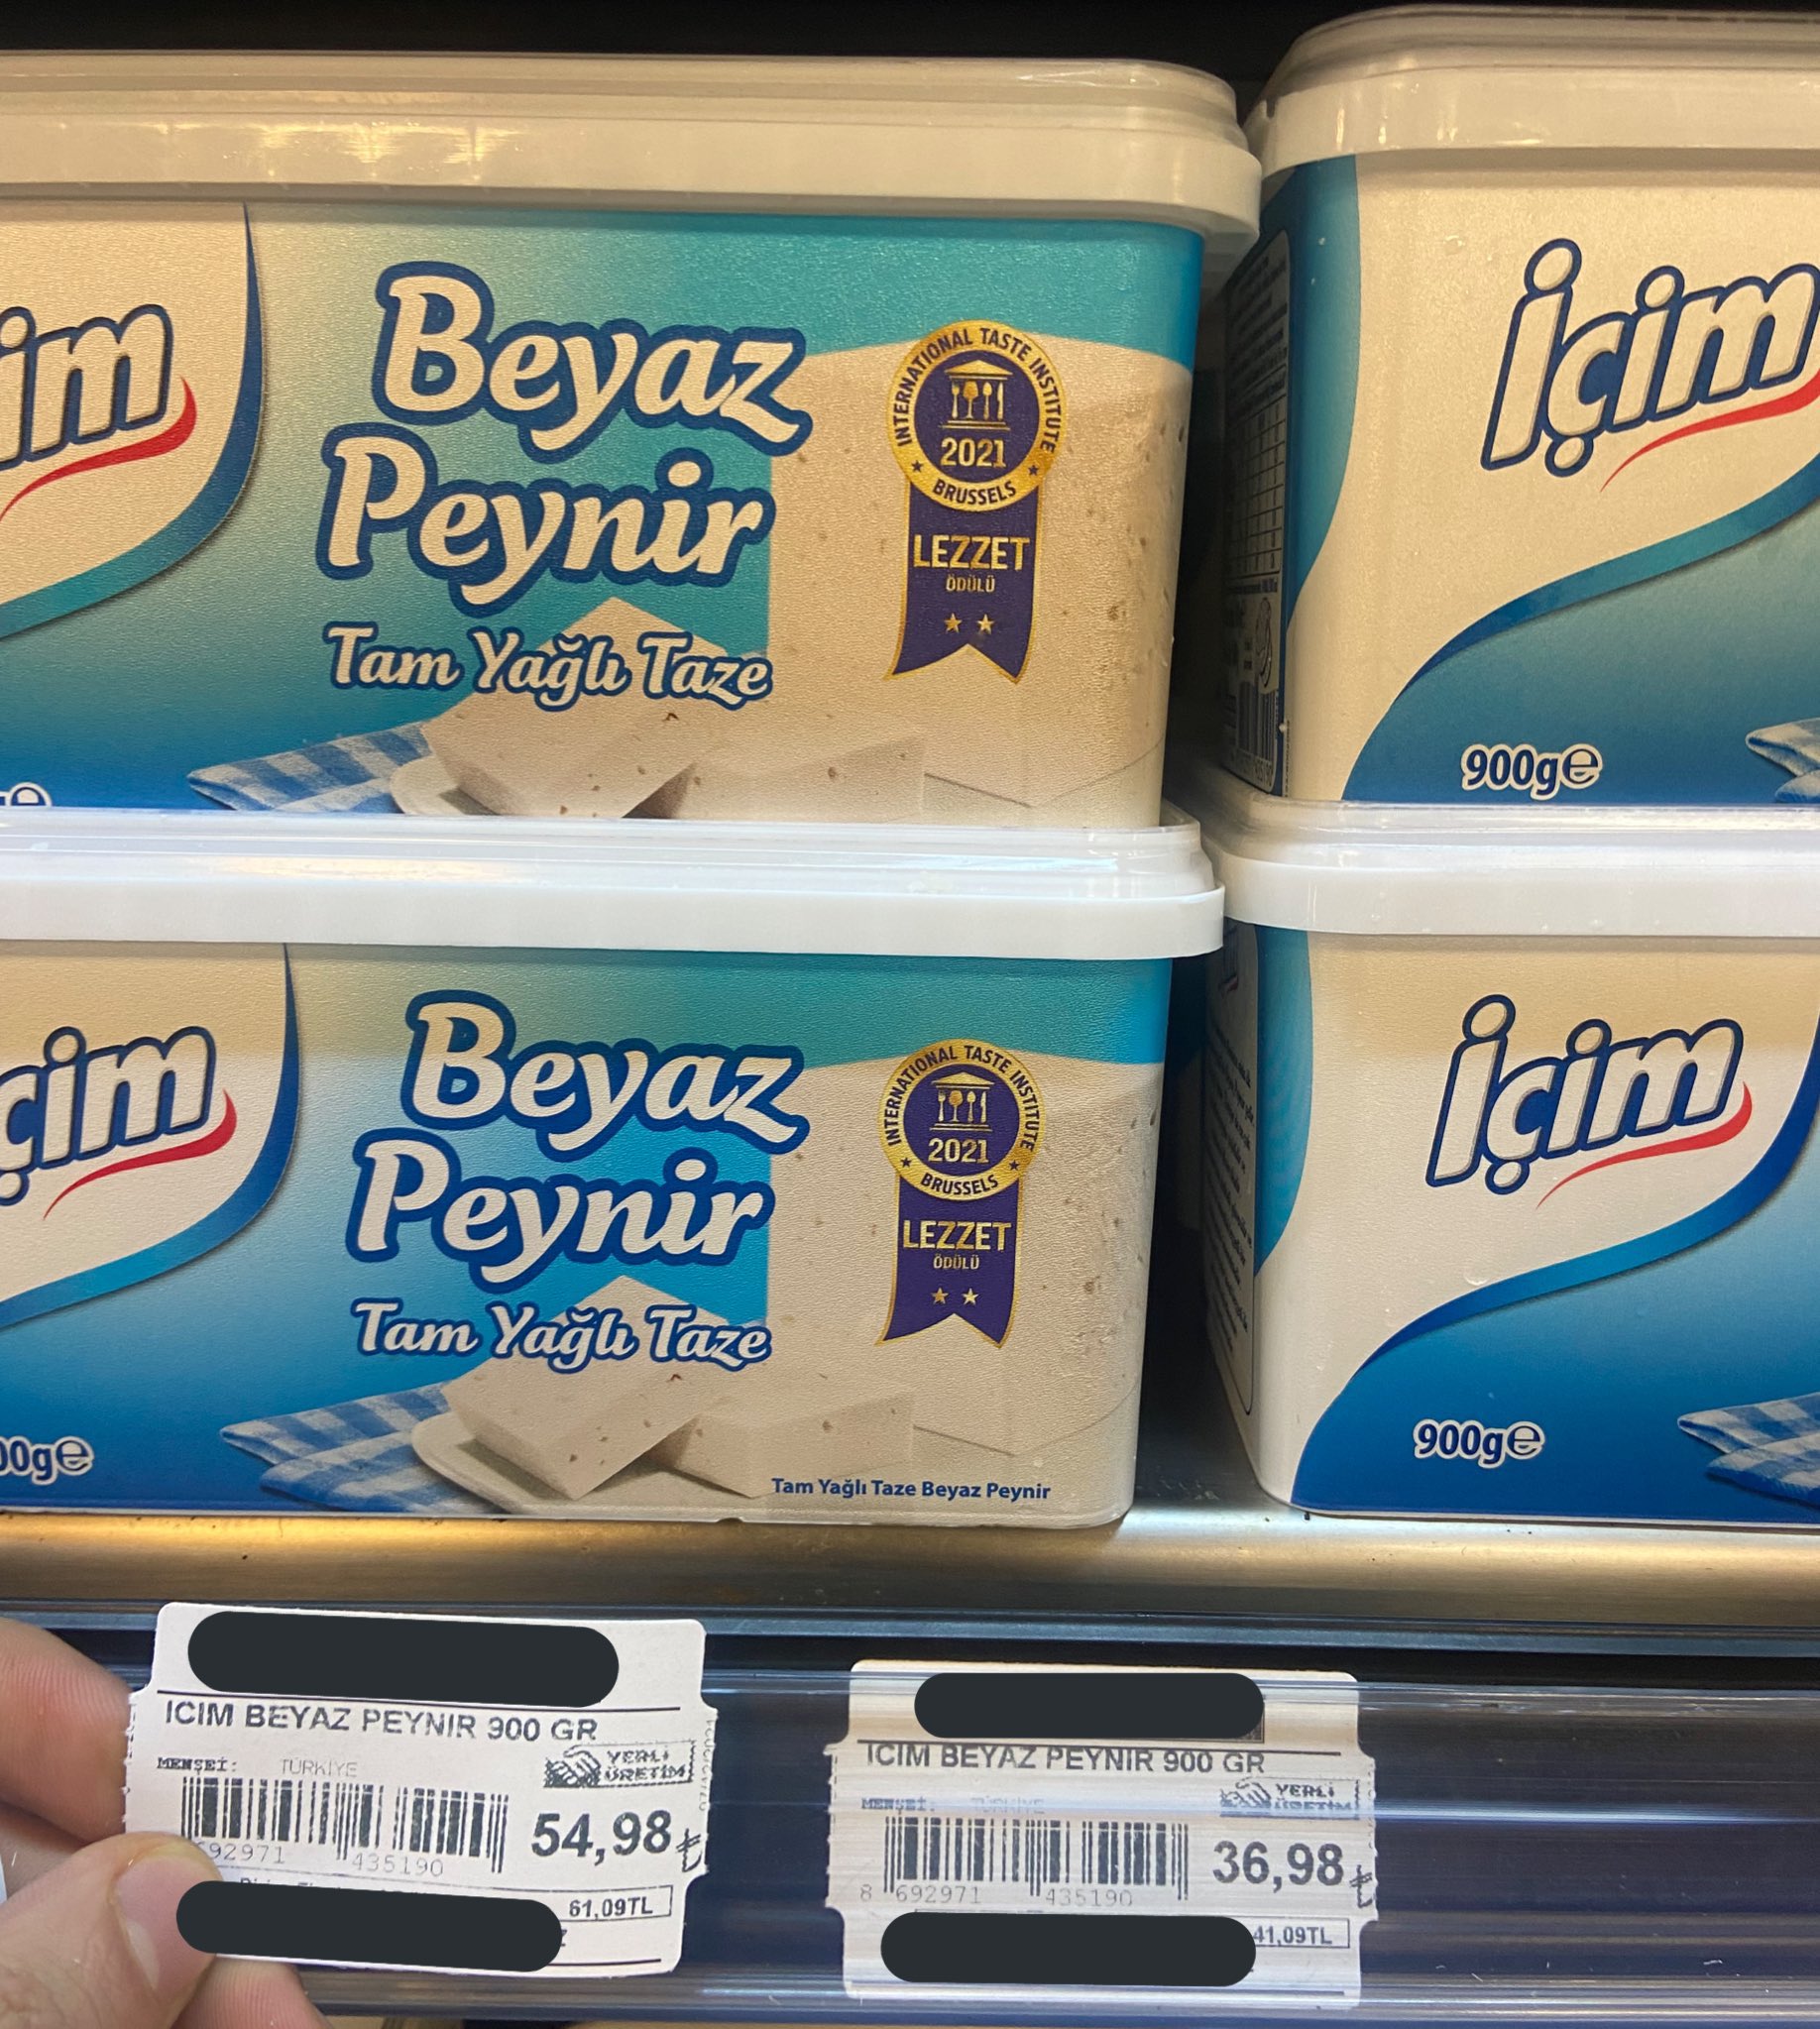 im
Beyaz
Peynir
Tam Yağlı Taze
INTERNATIONAL TASTE INSTITUTE
2021
BRUSSELS
LEZZET
ÖDÜLÜ
İçim
900g℮
çim
Beyaz
Peynir
Tam Yağlı Taze
00g℮
INTERNATIONAL TASTE INSTITUTE
2021
BRUSSELS
LEZZET
ÖDÜLÜ
Tam Yağlı Taze Beyaz Peynir
İçim
900g℮
ICIM BEYAZ PEYNIR 900 GR
MENŞEİ: TÜRKİYE
YERLİ
ÜRETİM
54,98 ₺
692971 435190
61,09TL
ICIM BEYAZ PEYNIR 900 GR
MENŞEİ: TÜRKİYE
YERLİ
ÜRETİM
36,98 ₺
8 692971 435190
41,09TL